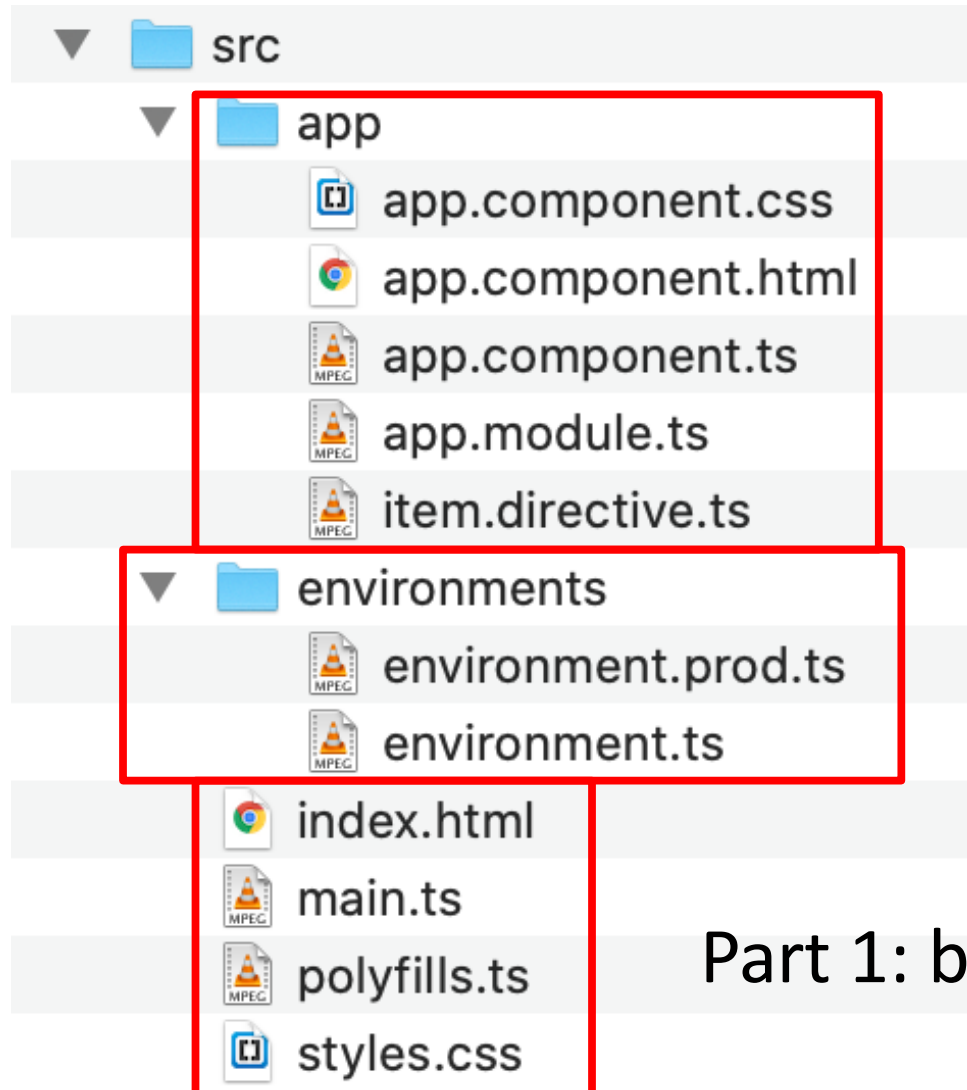 src
app
app.component.css
app.component.html
MPEG
app.component.ts
MPEG
app.module.ts
MPEG
item.directive.ts
environments
MPEG
environment.prod.ts
MPEG
environment.ts
index.html
MPEG
main.ts
MPEG
polyfills.ts
Part 1: b
styles.css